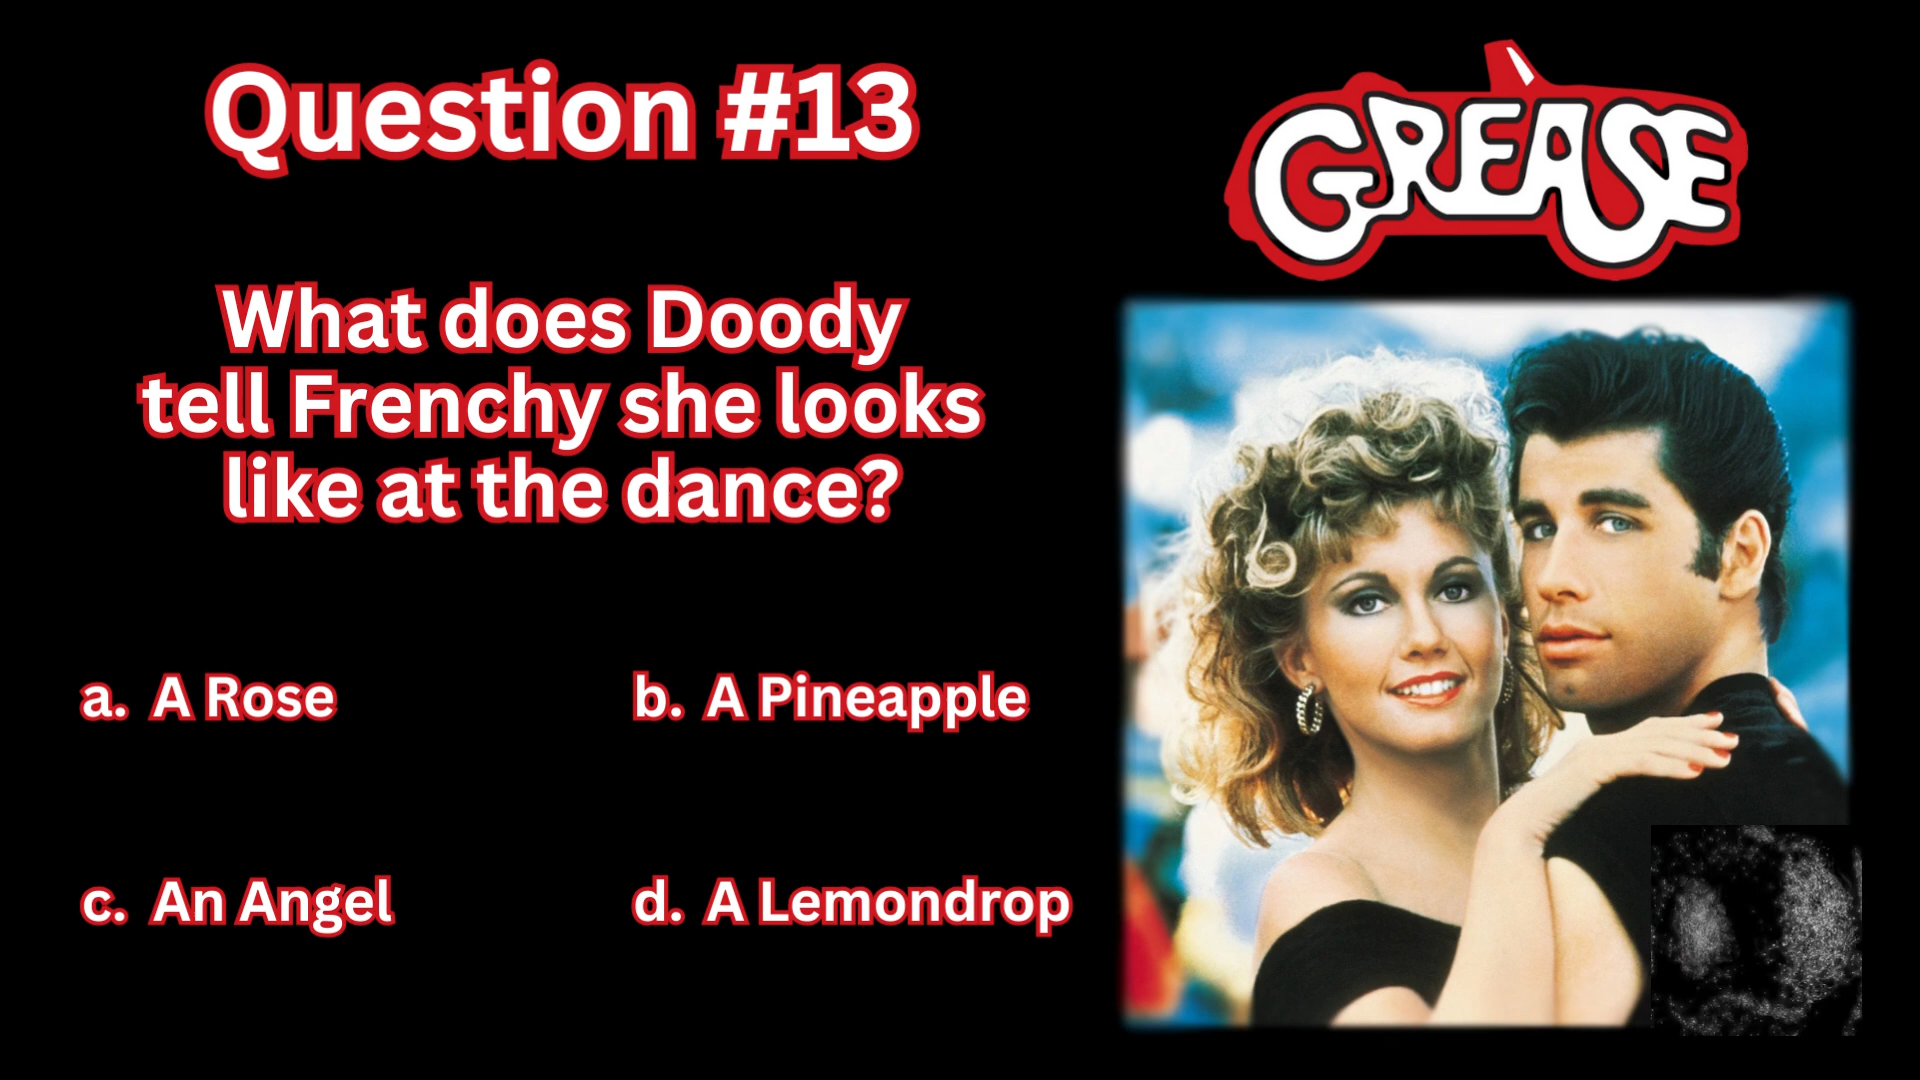 Question #13
GREASE
What does Doody
tell Frenchy she looks
like at the dance?
a. A Rose
b. A Pineapple
c. An Angel
d. A Lemondrop